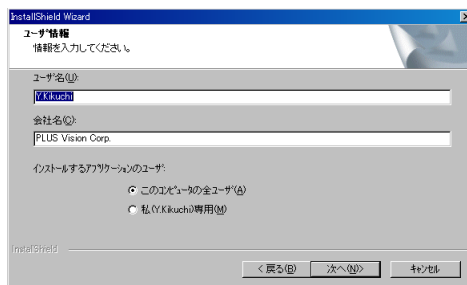 InstallShield Wizard
ユーザ情報
情報を入力してください。
ユーザ名(U):
Y.Kikuchi
会社名(C):
PLUS Vision Corp.
インストールするアプリケーションのユーザ:
このコンピュータの全ユーザ(A)
私(Y.Kikuchi)専用(M)
InstallShield
< 戻る(B)
次へ(N)>
キャンセル